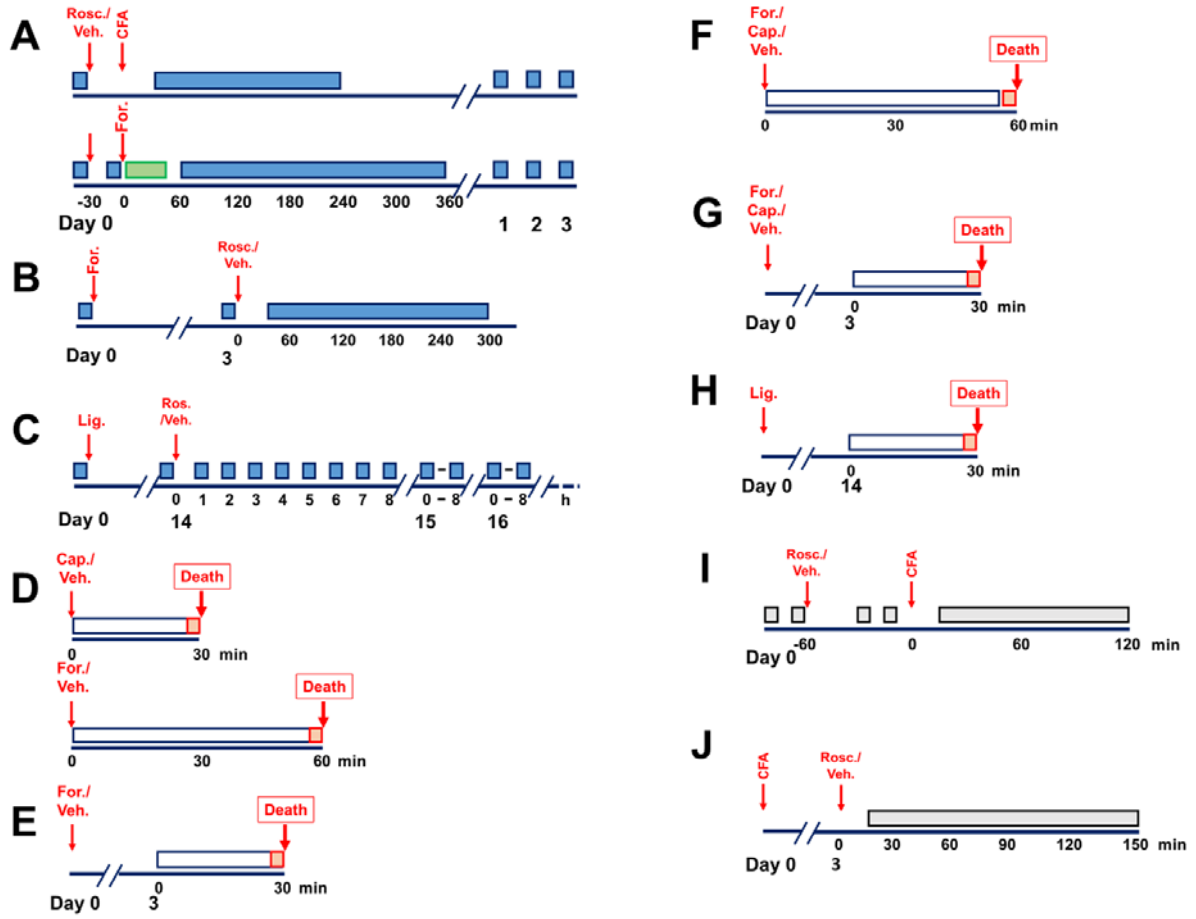 A
Rosc./
Veh.
CFA
For.
-30 0 60 120 180 240 300 360
Day 0 1 2 3
B
For.
Rosc./
Veh.
0 60 120 180 240 300
Day 0 3
C
Lig.
Ros.
/Veh.
0 1 2 3 4 5 6 7 8 0 – 8 0 – 8 h
Day 0 14 15 16
D
Cap./
Veh.
Death
0 30 min
For./
Veh.
Death
0 30 60 min
E
For./
Veh.
Death
0 30 min
Day 0 3
F
For./
Cap./
Veh.
Death
0 30 60 min
G
For./
Cap./
Veh.
Death
0 30 min
Day 0 3
H
Lig.
Death
0 30 min
Day 0 14
I
Rosc./
Veh.
CFA
-60 0 60 120 min
Day 0
J
CFA
Rosc./
Veh.
0 30 60 90 120 150 min
Day 0 3